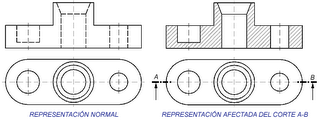 A
B
REPRESENTACIÓN NORMAL
REPRESENTACIÓN AFECTADA DEL CORTE A-B